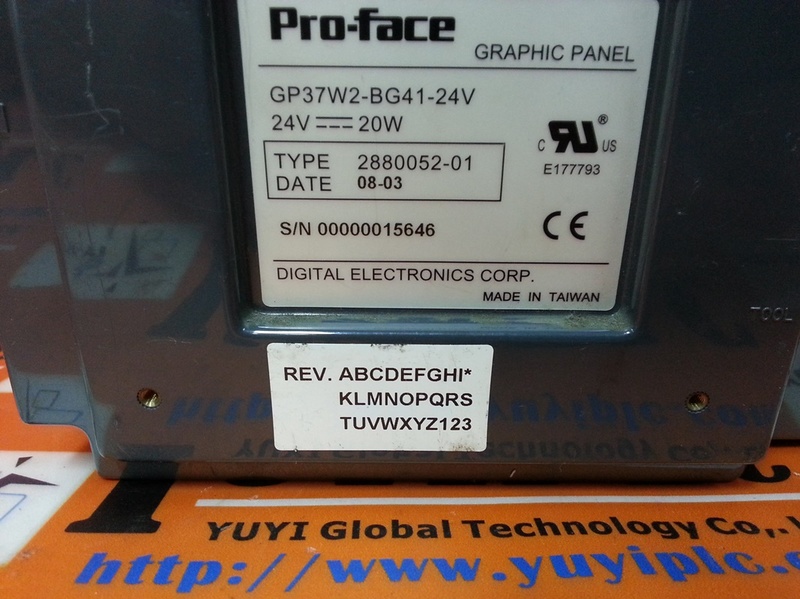 Pro-face
GRAPHIC PANEL
GP37W2-BG41-24V
24V ⎓ 20W
TYPE 2880052-01
DATE 08-03
C RU® US
E177793
S/N 00000015646
CE
DIGITAL ELECTRONICS CORP.
MADE IN TAIWAN
TOOL
REV. ABCDEFGHI*
KLMNOPQRS
TUVWXYZ123
YUYI Global Technology Co,.
http://www.yuyiplc.c